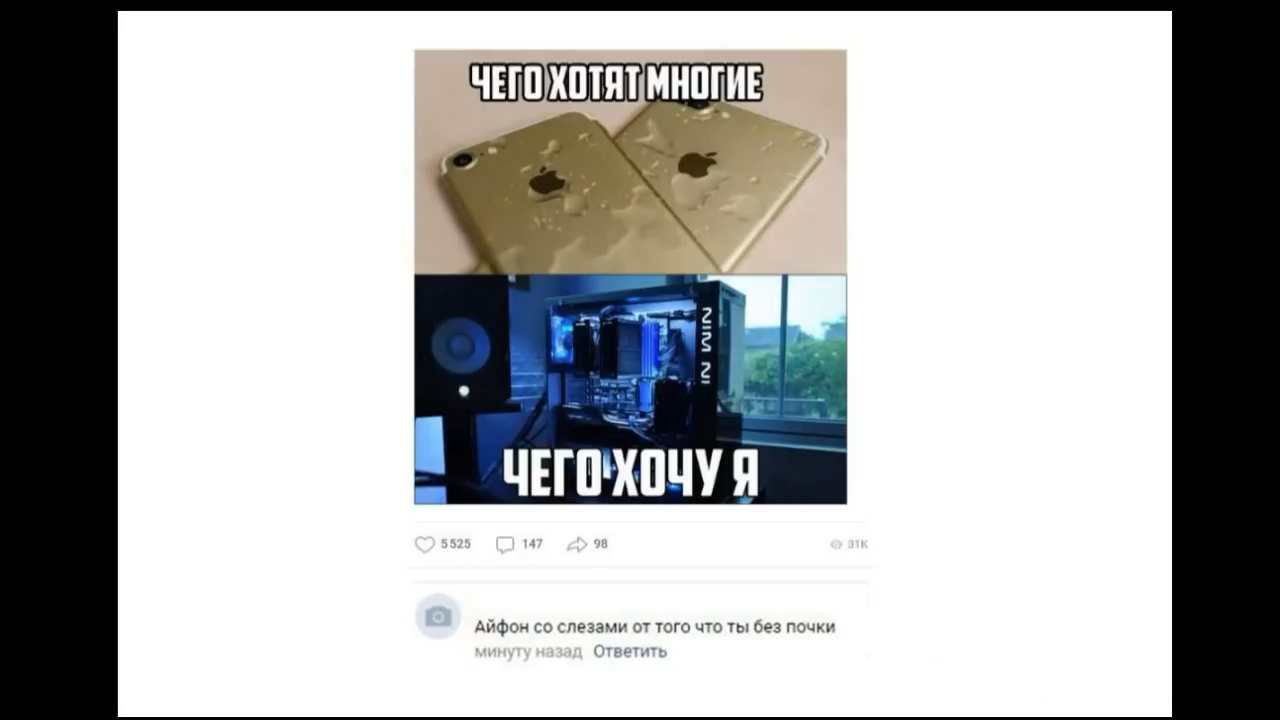 ЧЕГО ХОТЯТ МНОГИЕ
ЧЕГО ХОЧУ Я
5 525 147 98 31K
Айфон со слезами от того что ты без почки
минуту назад Ответить